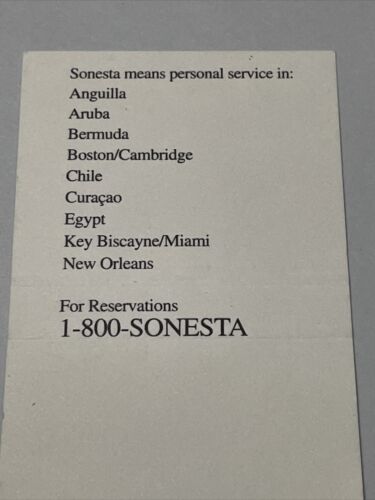 Sonesta means personal service in:
Anguilla
Aruba
Bermuda
Boston/Cambridge
Chile
Curaçao
Egypt
Key Biscayne/Miami
New Orleans
For Reservations
1-800-SONESTA